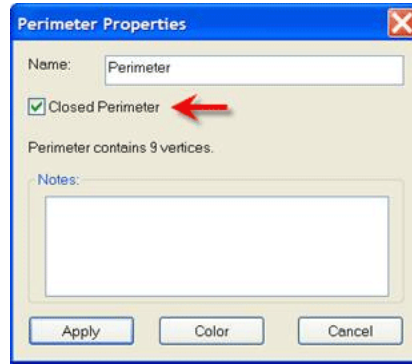 Perimeter Properties
Name: Perimeter
Closed Perimeter
Perimeter contains 9 vertices.
Notes:
Apply Color Cancel